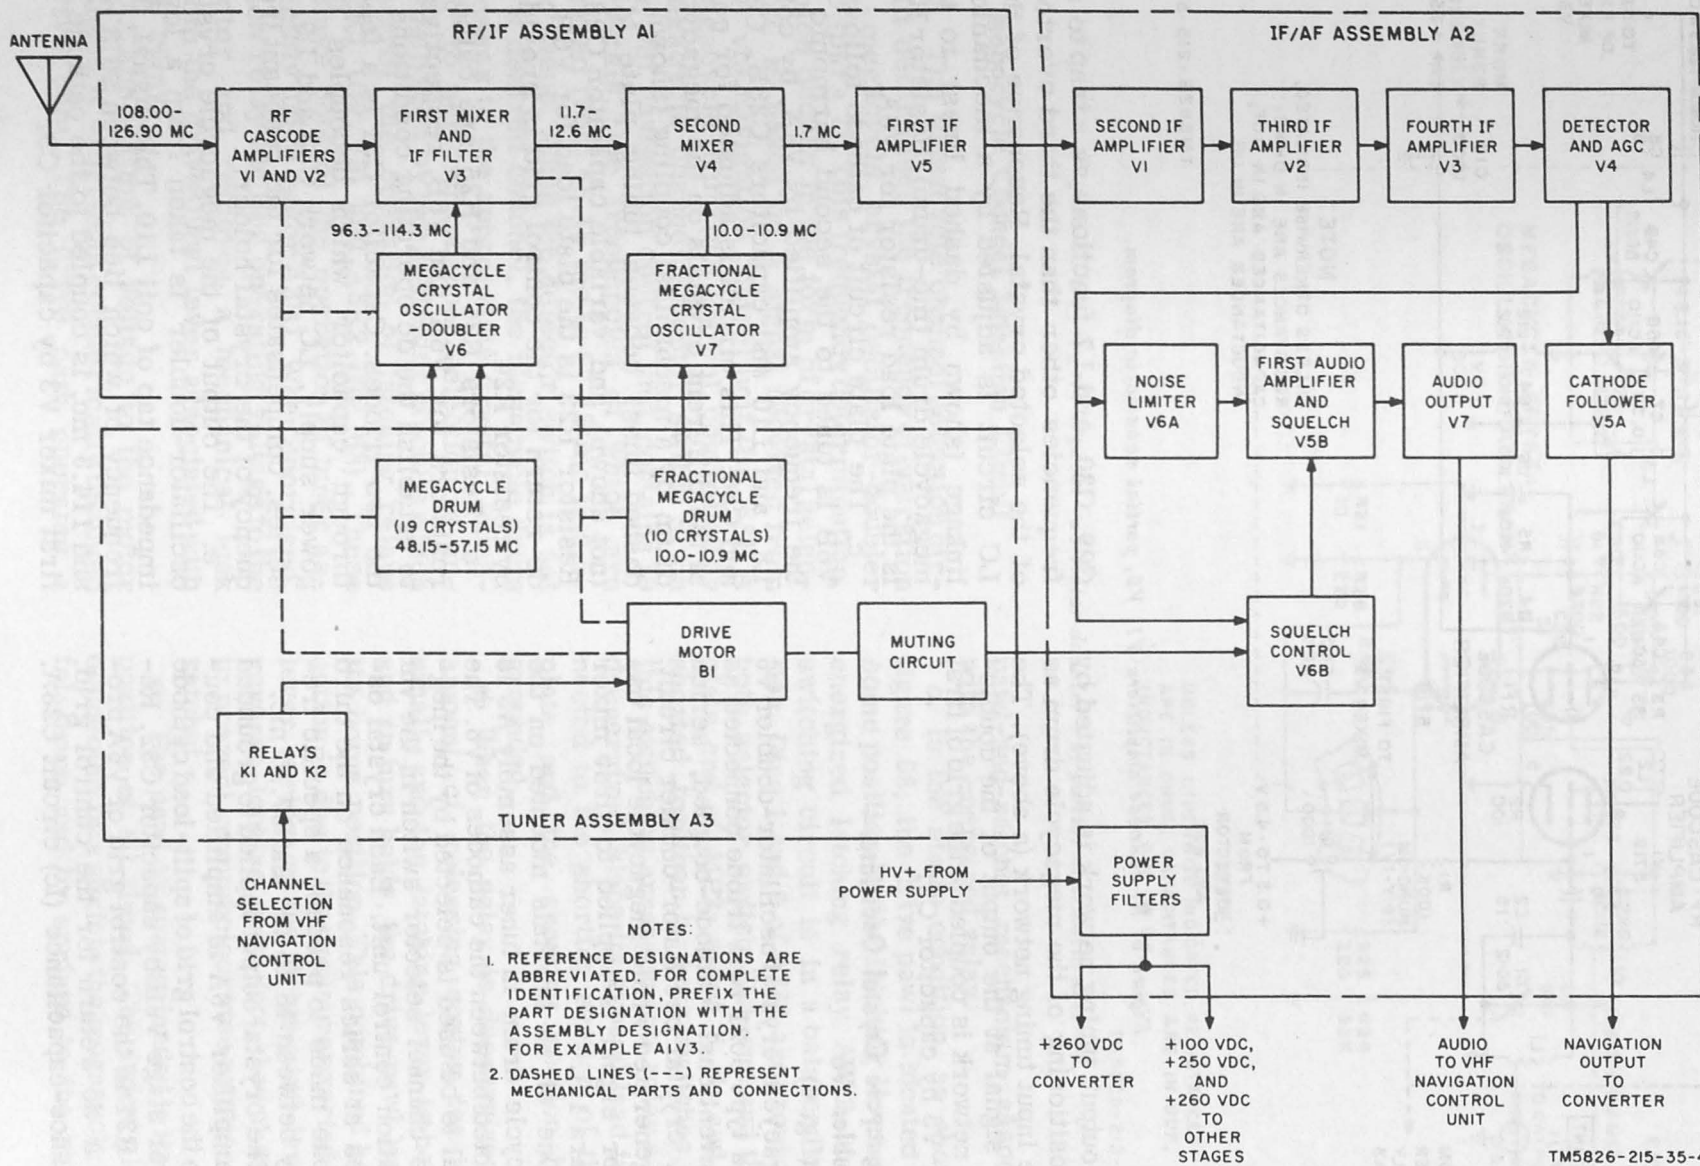 RF/IF ASSEMBLY A1
IF/AF ASSEMBLY A2
ANTENNA
108.00-
126.90 MC
RF
CASCODE
AMPLIFIERS
V1 AND V2
FIRST MIXER
AND
IF FILTER
V3
11.7-
12.6 MC
SECOND
MIXER
V4
1.7 MC
FIRST IF
AMPLIFIER
V5
SECOND IF
AMPLIFIER
V1
THIRD IF
AMPLIFIER
V2
FOURTH IF
AMPLIFIER
V3
DETECTOR
AND AGC
V4
96.3-114.3 MC
10.0-10.9 MC
MEGACYCLE
CRYSTAL
OSCILLATOR
-DOUBLER
V6
FRACTIONAL
MEGACYCLE
CRYSTAL
OSCILLATOR
V7
NOISE
LIMITER
V6A
FIRST AUDIO
AMPLIFIER
AND
SQUELCH
V5B
AUDIO
OUTPUT
V7
CATHODE
FOLLOWER
V5A
MEGACYCLE
DRUM
(19 CRYSTALS)
48.15-57.15 MC
FRACTIONAL
MEGACYCLE
DRUM
(10 CRYSTALS)
10.0-10.9 MC
DRIVE
MOTOR
B1
MUTING
CIRCUIT
SQUELCH
CONTROL
V6B
RELAYS
K1 AND K2
TUNER ASSEMBLY A3
CHANNEL
SELECTION
FROM VHF
NAVIGATION
CONTROL
UNIT
HV+ FROM
POWER SUPPLY
POWER
SUPPLY
FILTERS
NOTES:
1. REFERENCE DESIGNATIONS ARE
ABBREVIATED. FOR COMPLETE
IDENTIFICATION, PREFIX THE
PART DESIGNATION WITH THE
ASSEMBLY DESIGNATION.
FOR EXAMPLE A1V3.
2. DASHED LINES (---) REPRESENT
MECHANICAL PARTS AND CONNECTIONS.
+260 VDC
TO
CONVERTER
+100 VDC,
+250 VDC,
AND
+260 VDC
TO
OTHER
STAGES
AUDIO
TO VHF
NAVIGATION
CONTROL
UNIT
NAVIGATION
OUTPUT
TO
CONVERTER
TM5826-215-35-4